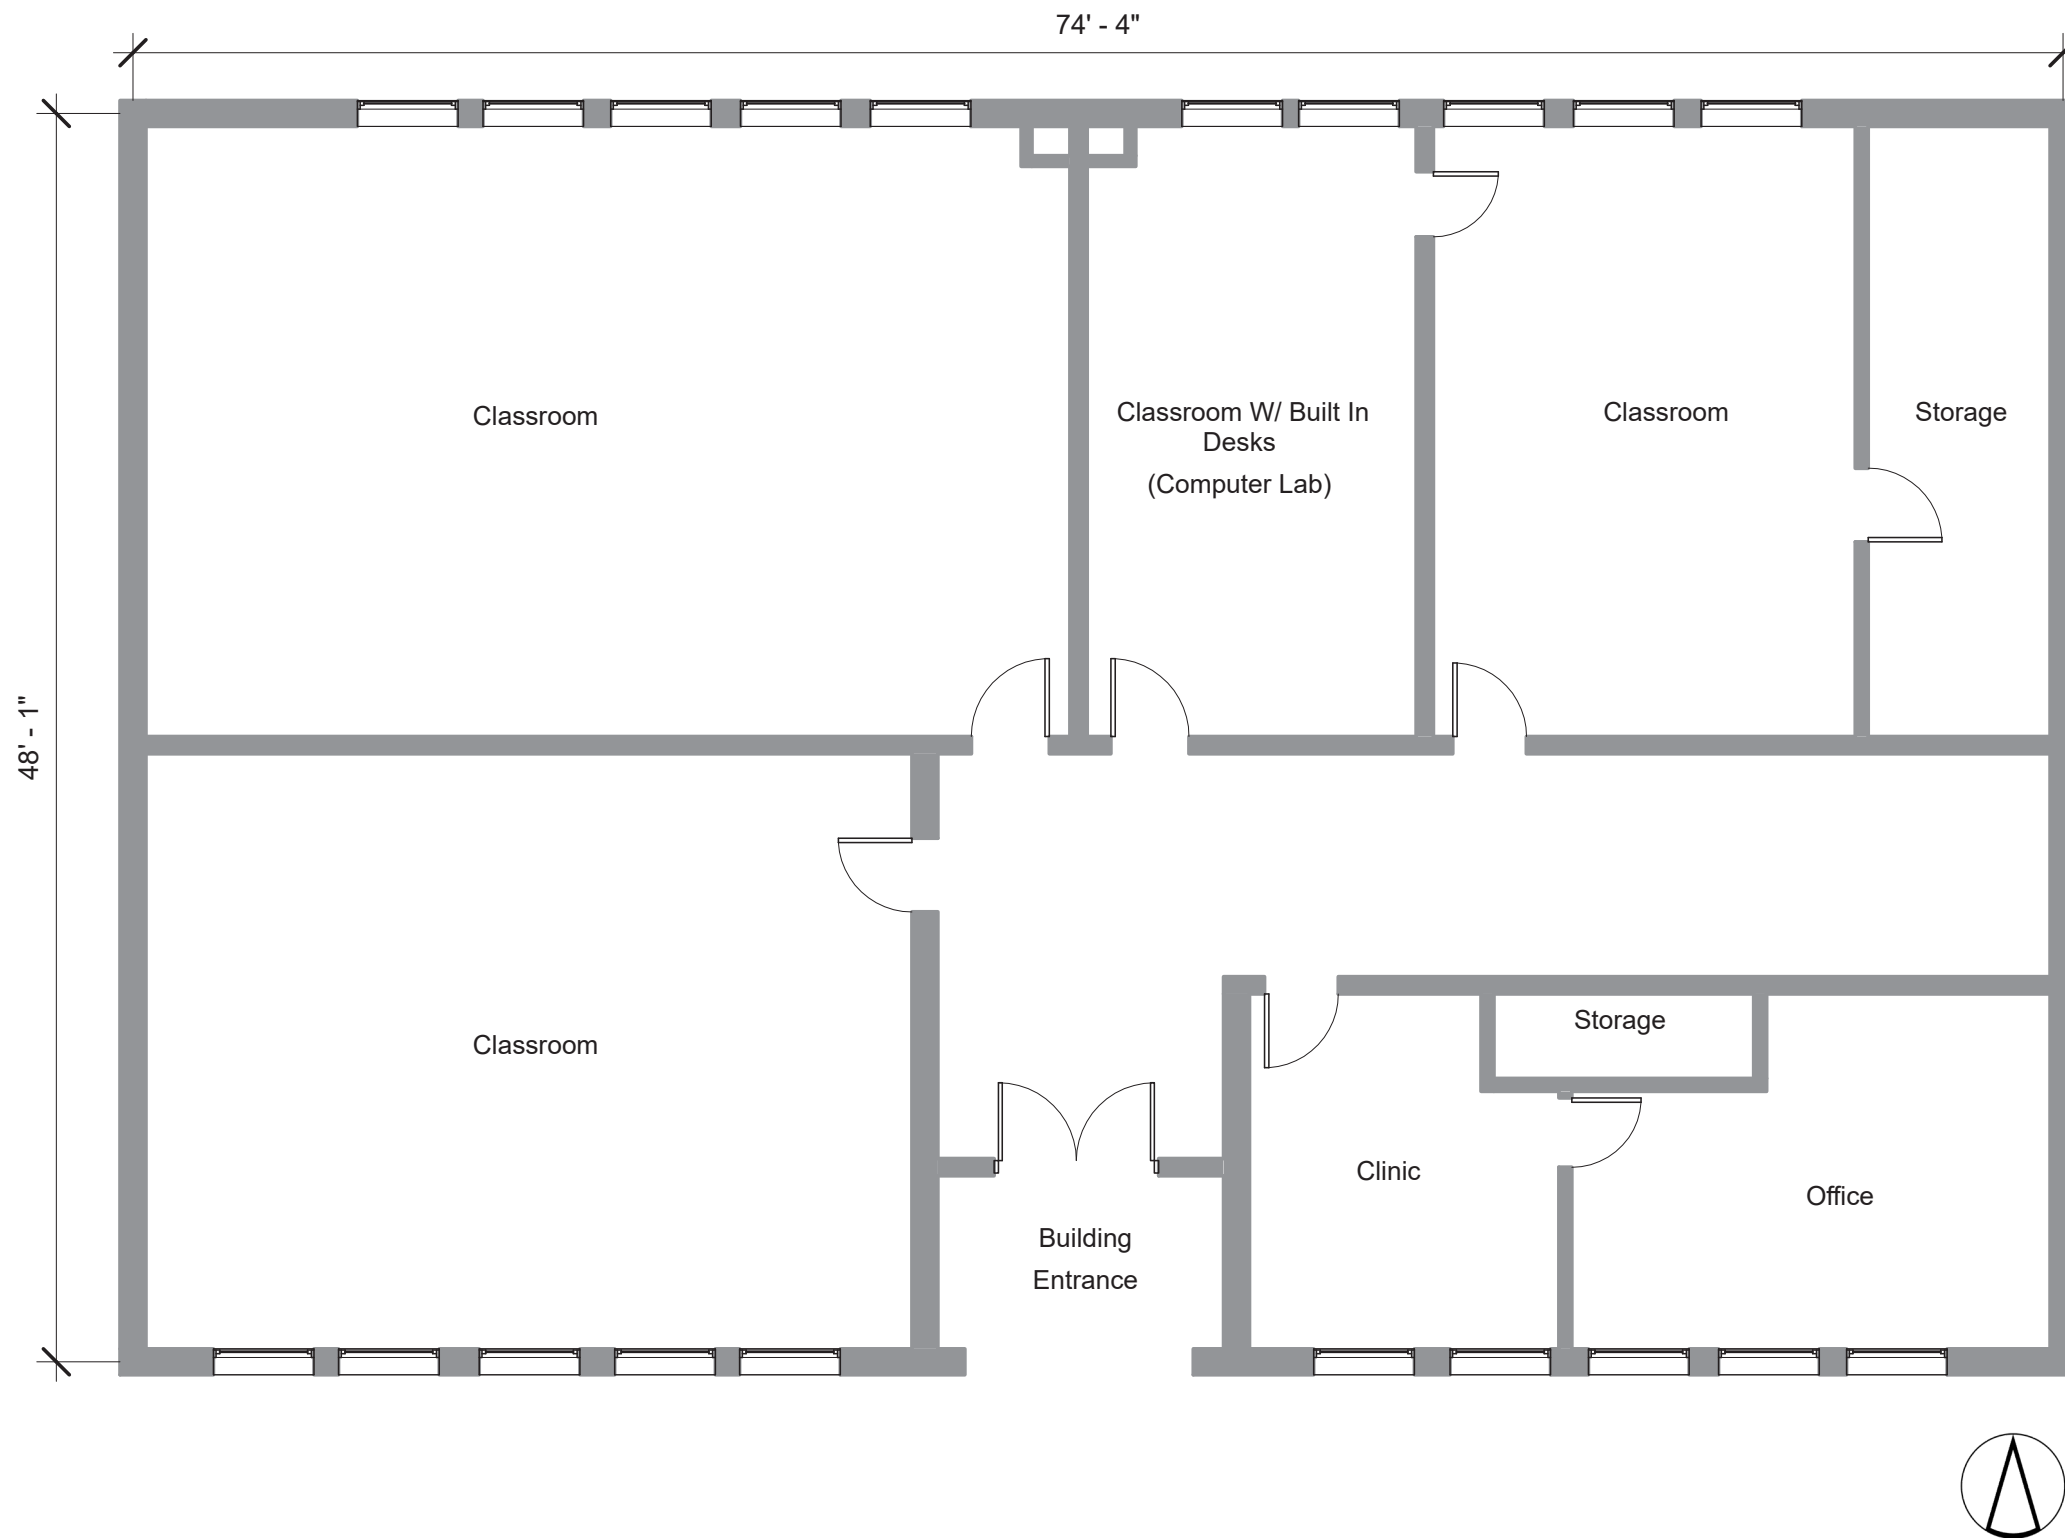 74' - 4"
48' - 1"
Classroom
Classroom W/ Built In
Desks
(Computer Lab)
Classroom
Storage
Classroom
Storage
Clinic
Office
Building
Entrance